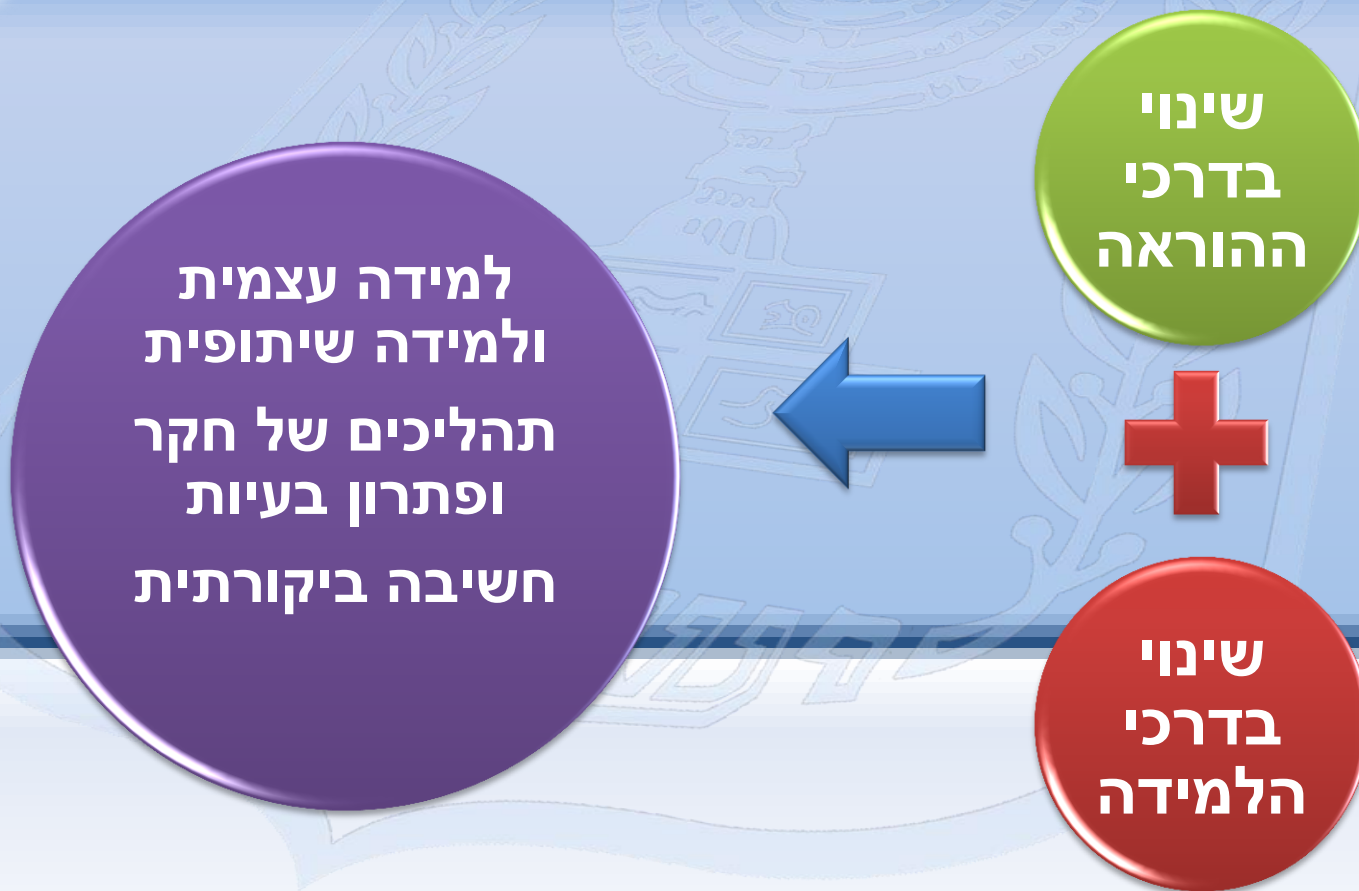 שינוי
בדרכי
ההוראה
שינוי
בדרכי
הלמידה
למידה עצמית
ולמידה שיתופית
תהליכים של חקר
ופתרון בעיות
חשיבה ביקורתית